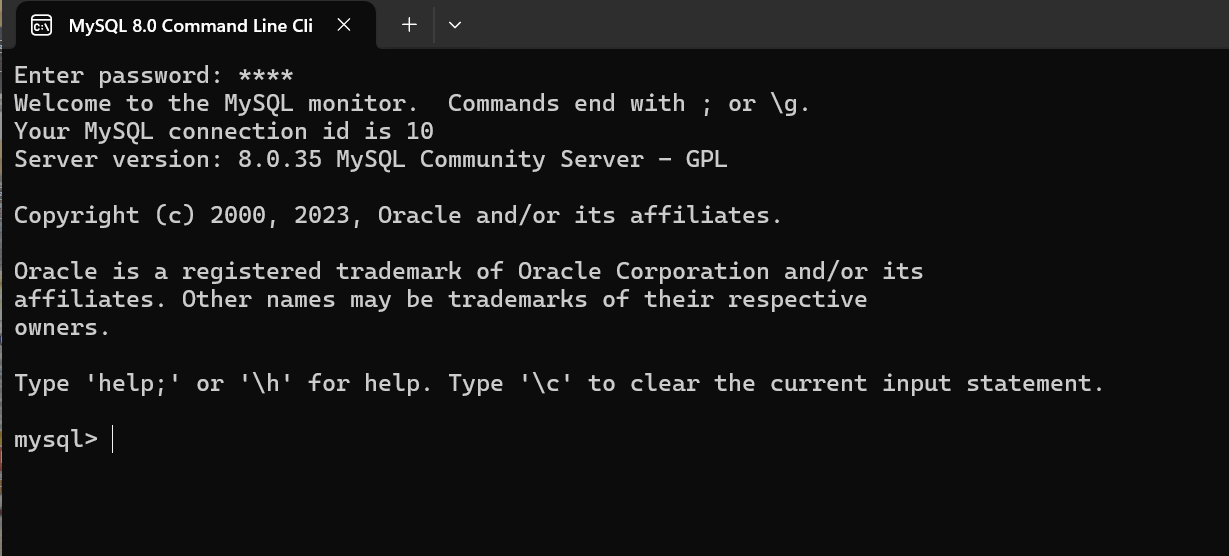 MySQL 8.0 Command Line Cli
Enter password: ****
Welcome to the MySQL monitor.  Commands end with ; or \g.
Your MySQL connection id is 10
Server version: 8.0.35 MySQL Community Server - GPL
Copyright (c) 2000, 2023, Oracle and/or its affiliates.
Oracle is a registered trademark of Oracle Corporation and/or its
affiliates. Other names may be trademarks of their respective
owners.
Type 'help;' or '\h' for help. Type '\c' to clear the current input statement.
mysql>